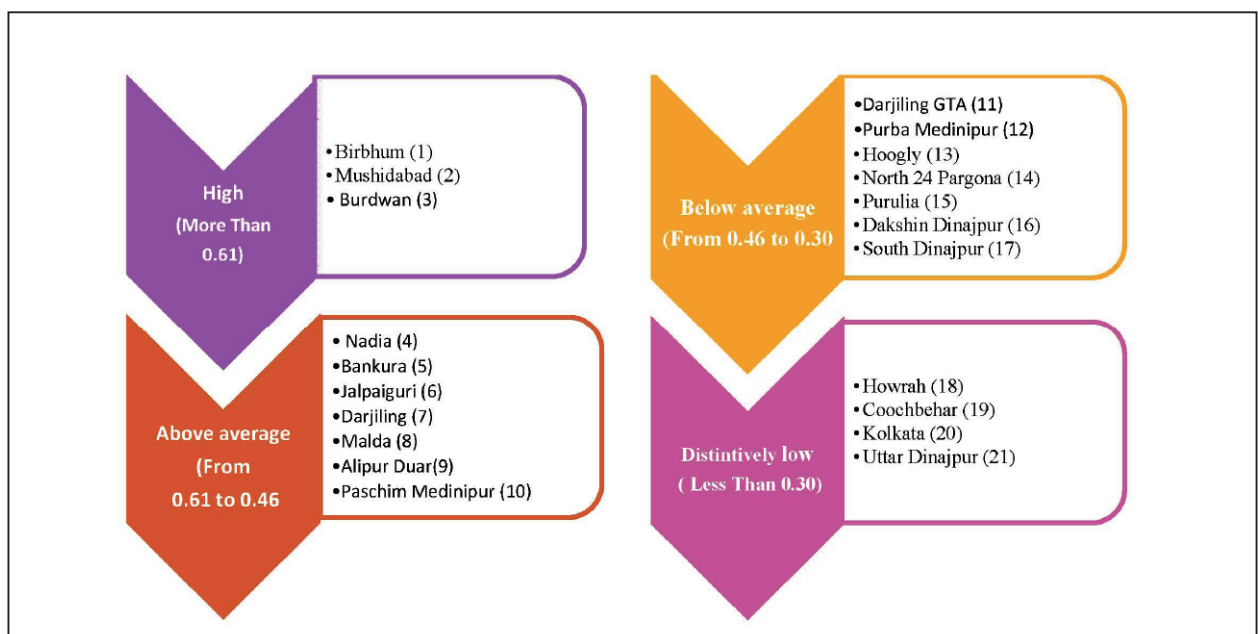 High
(More Than
0.61)
•Birbhum (1)
•Mushidabad (2)
• Burdwan (3)
Above average
(From
0.61 to 0.46
• Nadia (4)
•Bankura (5)
•Jalpaiguri (6)
•Darjiling (7)
•Malda (8)
•Alipur Duar(9)
•Paschim Medinipur (10)
Below average
(From 0.46 to 0.30
•Darjiling GTA (11)
•Purba Medinipur (12)
•Hoogly (13)
•North 24 Pargona (14)
•Purulia (15)
•Dakshin Dinajpur (16)
•South Dinajpur (17)
Distintively low
( Less Than 0.30)
•Howrah (18)
•Coochbehar (19)
•Kolkata (20)
•Uttar Dinajpur (21)